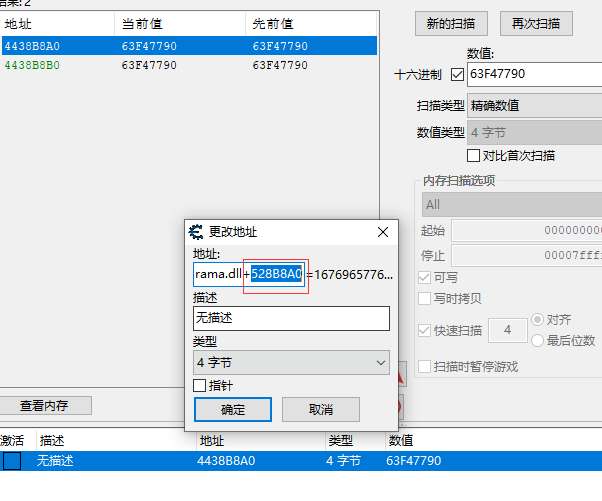 结果: 2
地址 当前值 先前值
4438B8A0 63F47790 63F47790
4438B8B0 63F47790 63F47790
新的扫描 再次扫描
数值:
十六进制 63F47790
扫描类型 精确数值
数值类型 4 字节
对比首次扫描
内存扫描选项
All
起始 000000000
停止 00007fff
可写
写时拷贝
快速扫描 4 对齐
最后位数
扫描时暂停游戏
更改地址
地址:
rama.dll+528B8A0 =1676965776...
描述
无描述
类型
4 字节
指针
确定 取消
查看内存
激活 描述 地址 类型 数值
无描述 4438B8A0 4 字节 63F47790